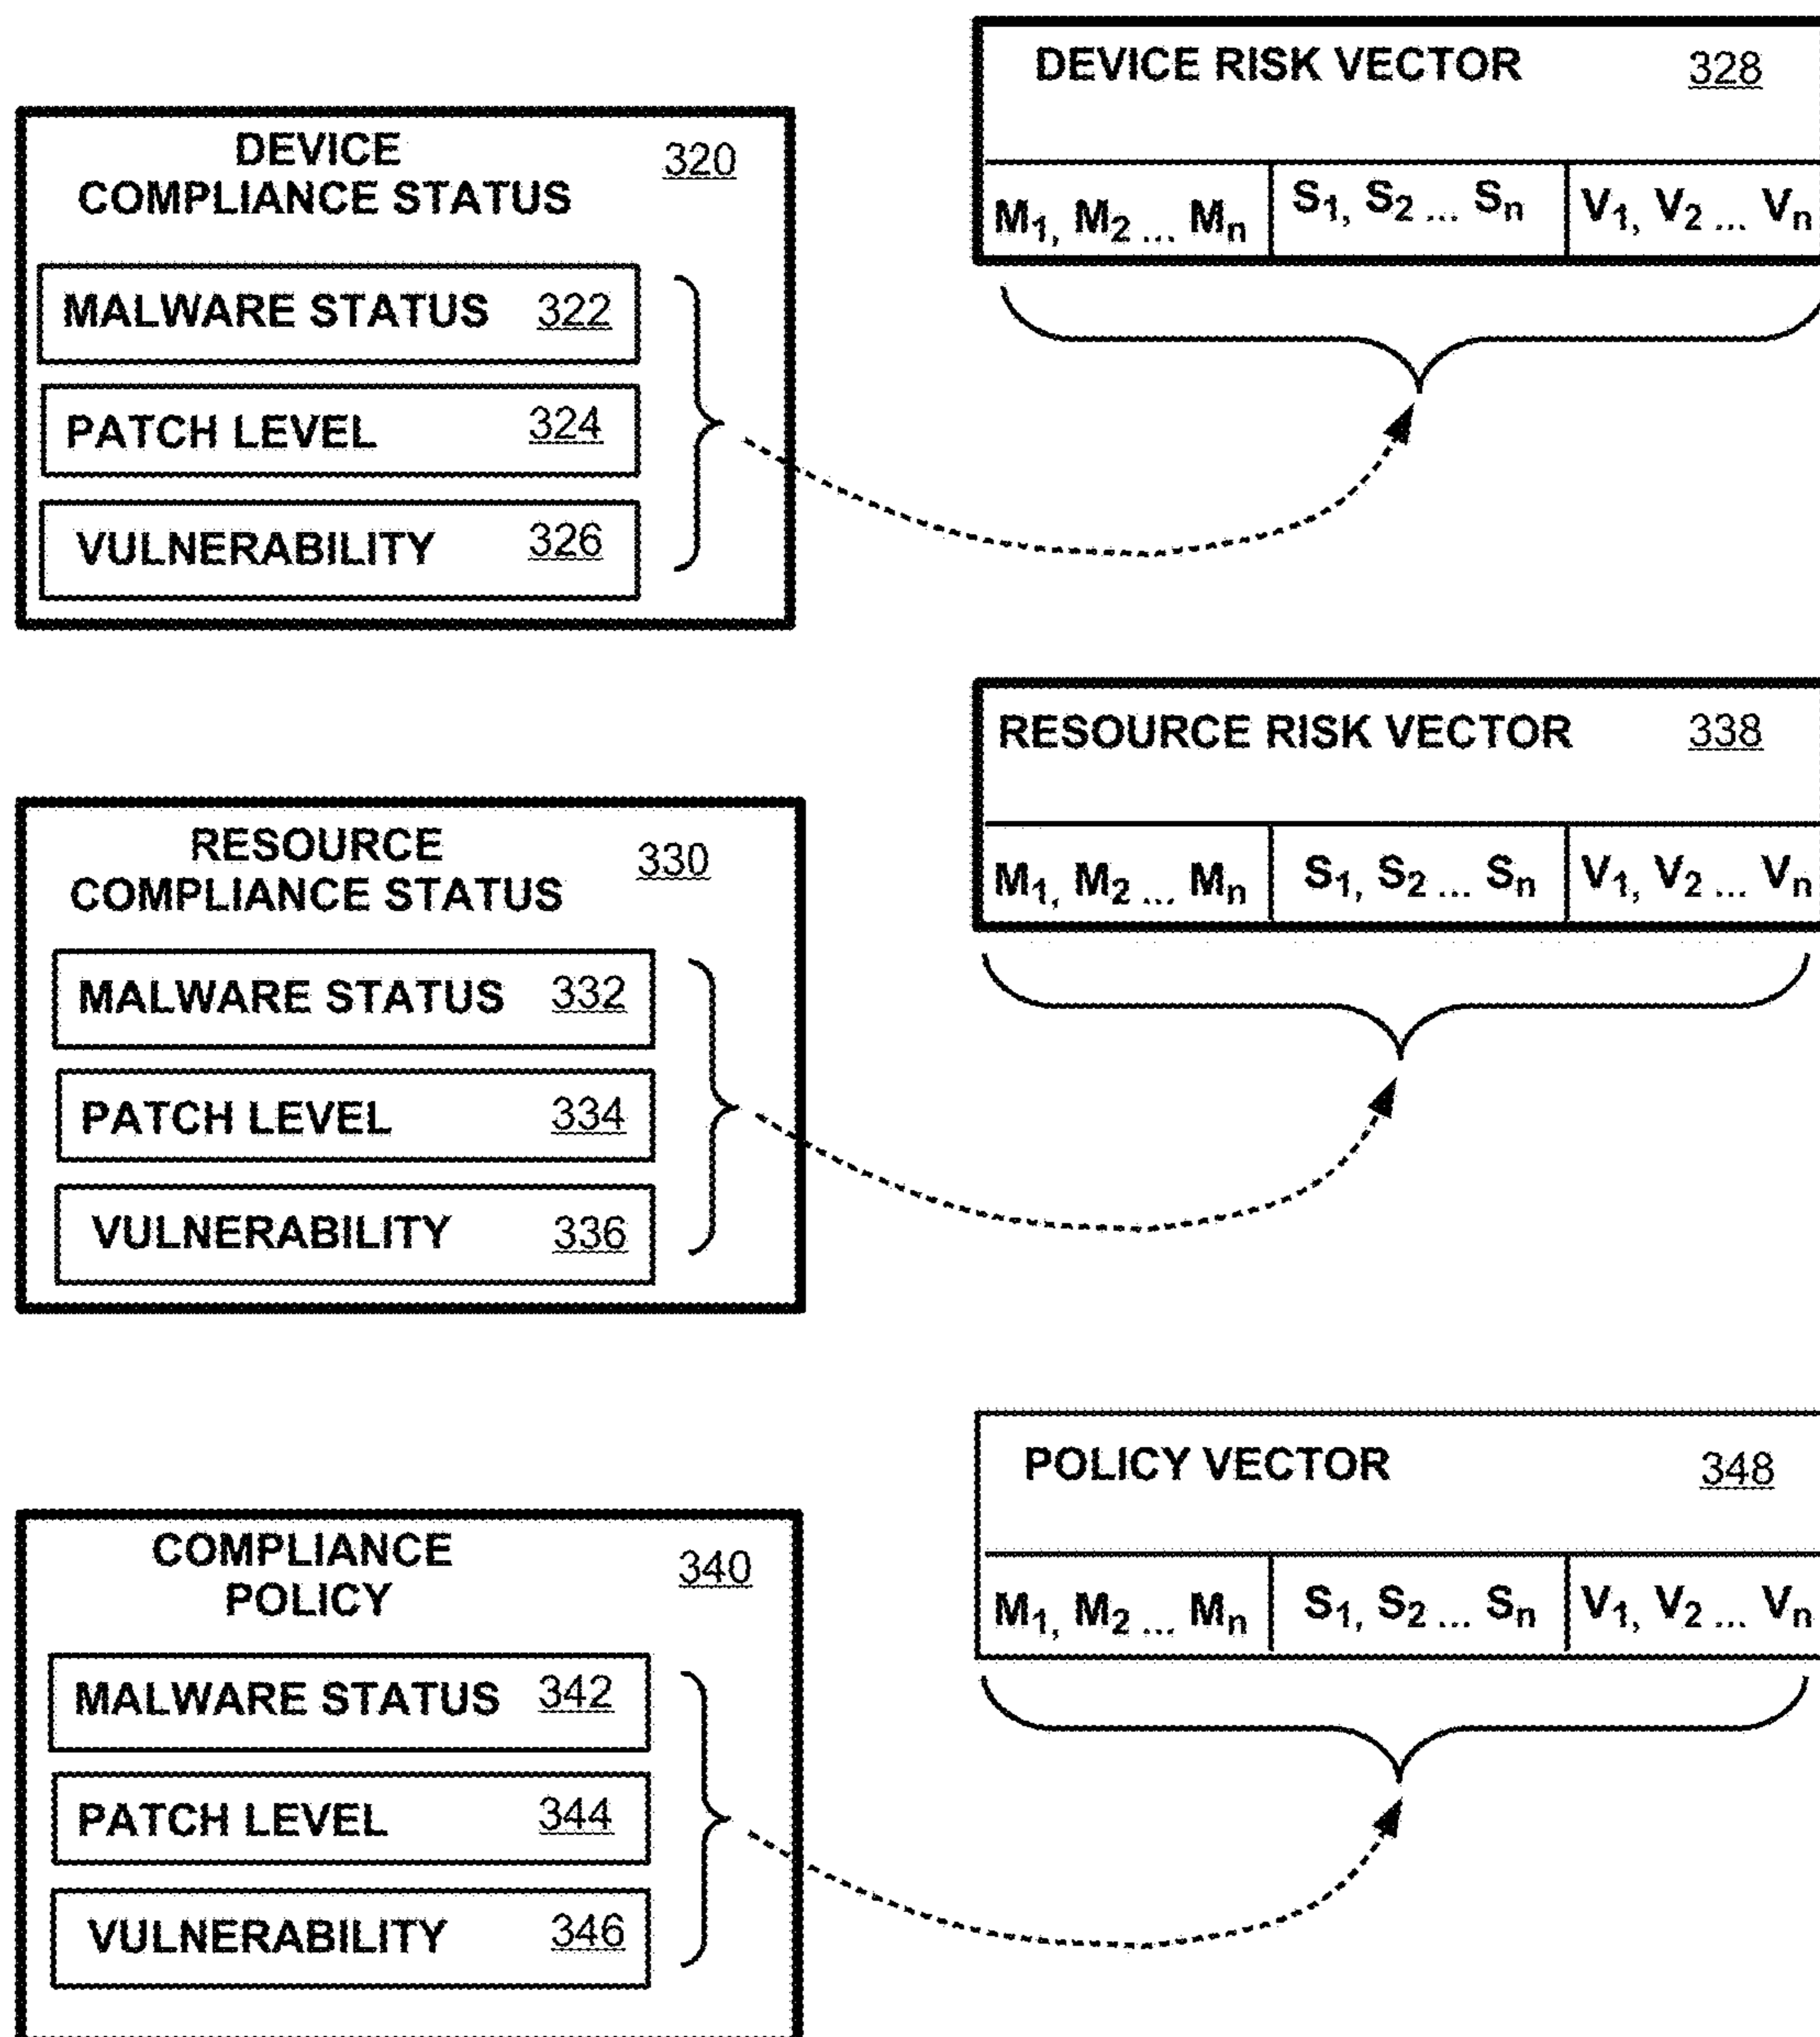 DEVICE RISK VECTOR 328
M1, M2 ... Mn S1, S2 ... Sn V1, V2 ... Vn
DEVICE
COMPLIANCE STATUS 320
MALWARE STATUS 322
PATCH LEVEL 324
VULNERABILITY 326
RESOURCE RISK VECTOR 338
M1, M2 ... Mn S1, S2 ... Sn V1, V2 ... Vn
RESOURCE
COMPLIANCE STATUS 330
MALWARE STATUS 332
PATCH LEVEL 334
VULNERABILITY 336
POLICY VECTOR 348
M1, M2 ... Mn S1, S2 ... Sn V1, V2 ... Vn
COMPLIANCE
POLICY 340
MALWARE STATUS 342
PATCH LEVEL 344
VULNERABILITY 346